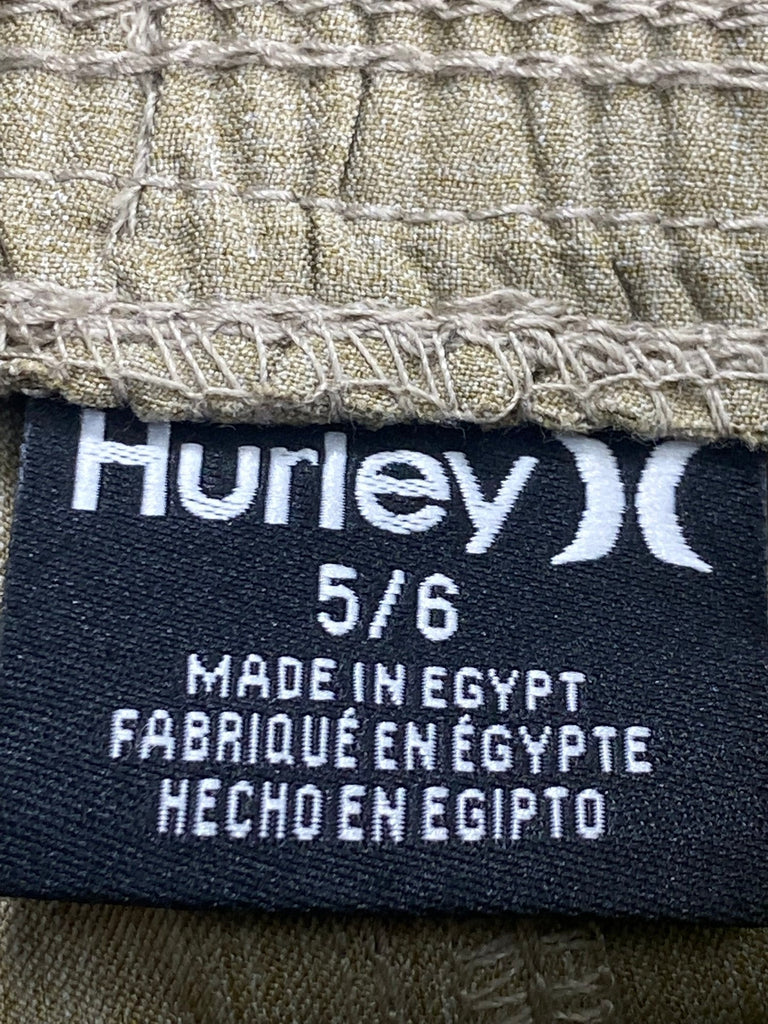 Hurley
5/6
MADE IN EGYPT
FABRIQUÉ EN ÉGYPTE
HECHO EN EGIPTO